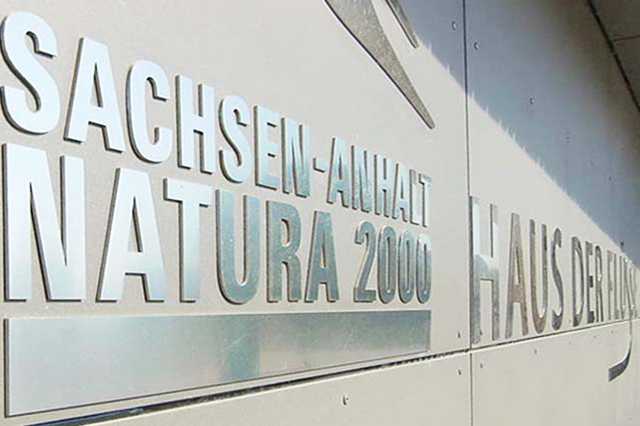 SACHSEN-ANHALT
NATURA 2000
HAUS DER